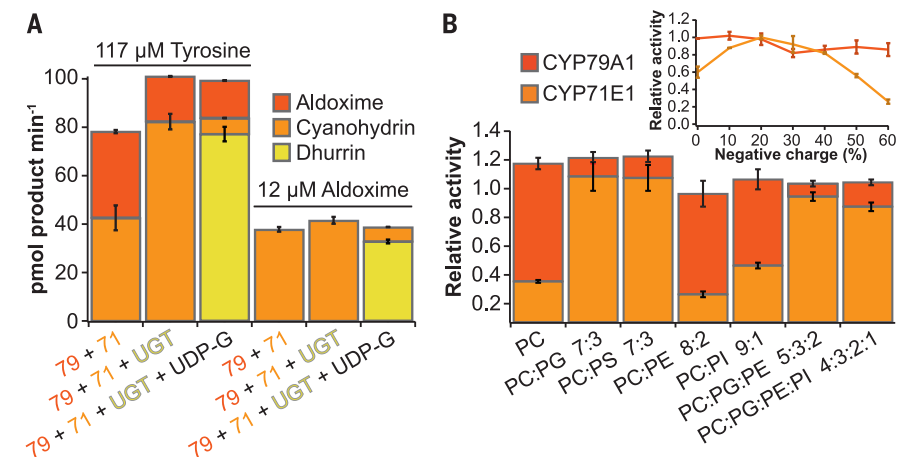 A
117 µM Tyrosine
100
80
60
40
20
0
pmol product min⁻¹
Aldoxime
Cyanohydrin
Dhurrin
12 µM Aldoxime
79 + 71
79 + 71 + UGT
79 + 71 + UGT + UDP-G
79 + 71
79 + 71 + UGT
79 + 71 + UGT + UDP-G
B
CYP79A1
CYP71E1
Relative activity
1.2
1.0
0.8
0.6
0.4
0.2
0.0
0 10 20 30 40 50 60
Negative charge (%)
Relative activity
1.4
1.2
1.0
0.8
0.6
0.4
0.2
PC
PC:PG 7:3
PC:PS 7:3
PC:PE 8:2
PC:PI 9:1
PC:PG:PE 5:3:2
PC:PG:PE:PI 4:3:2:1